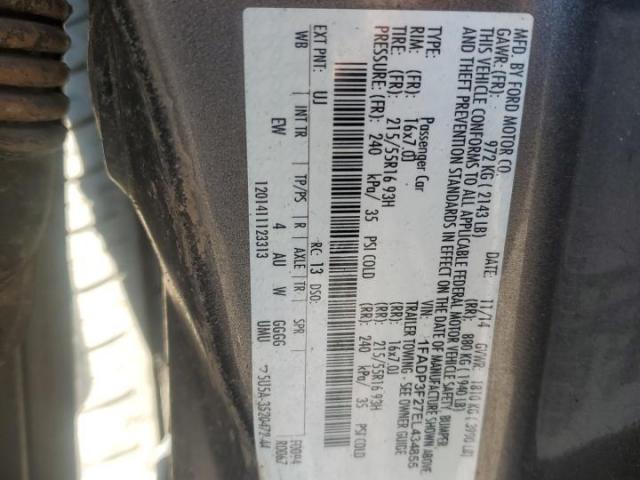 MFD. BY FORD MOTOR CO.
DATE: 11/14 GVWR: 1810 KG ( 3990 LB)
GAWR: (FR): 972 KG ( 2143 LB) (RR): 880 KG ( 1940 LB)
THIS VEHICLE CONFORMS TO ALL APPLICABLE FEDERAL MOTOR VEHICLE SAFETY, BUMPER,
AND THEFT PREVENTION STANDARDS IN EFFECT ON THE DATE OF MANUFACTURE SHOWN ABOVE.
VIN: 1FADP3F27EL434855
TYPE: Passenger Car TRAILER TOWING - SEE OWNER GUIDE
RIM: (FR): 16x7.0J (RR): 16x7.0J
TIRE: (FR): 215/55R16 93H (RR): 215/55R16 93H
PRESSURE: (FR): 240 kPa/ 35 PSI COLD (RR): 240 kPa/ 35 PSI COLD
EXT PNT: UJ RC: 13 DSO:
WB INT TR TP/PS R AXLE TR SPR
EW 4 AU W GGGG
1201411123313 UMU
5U5A-3520472-AA